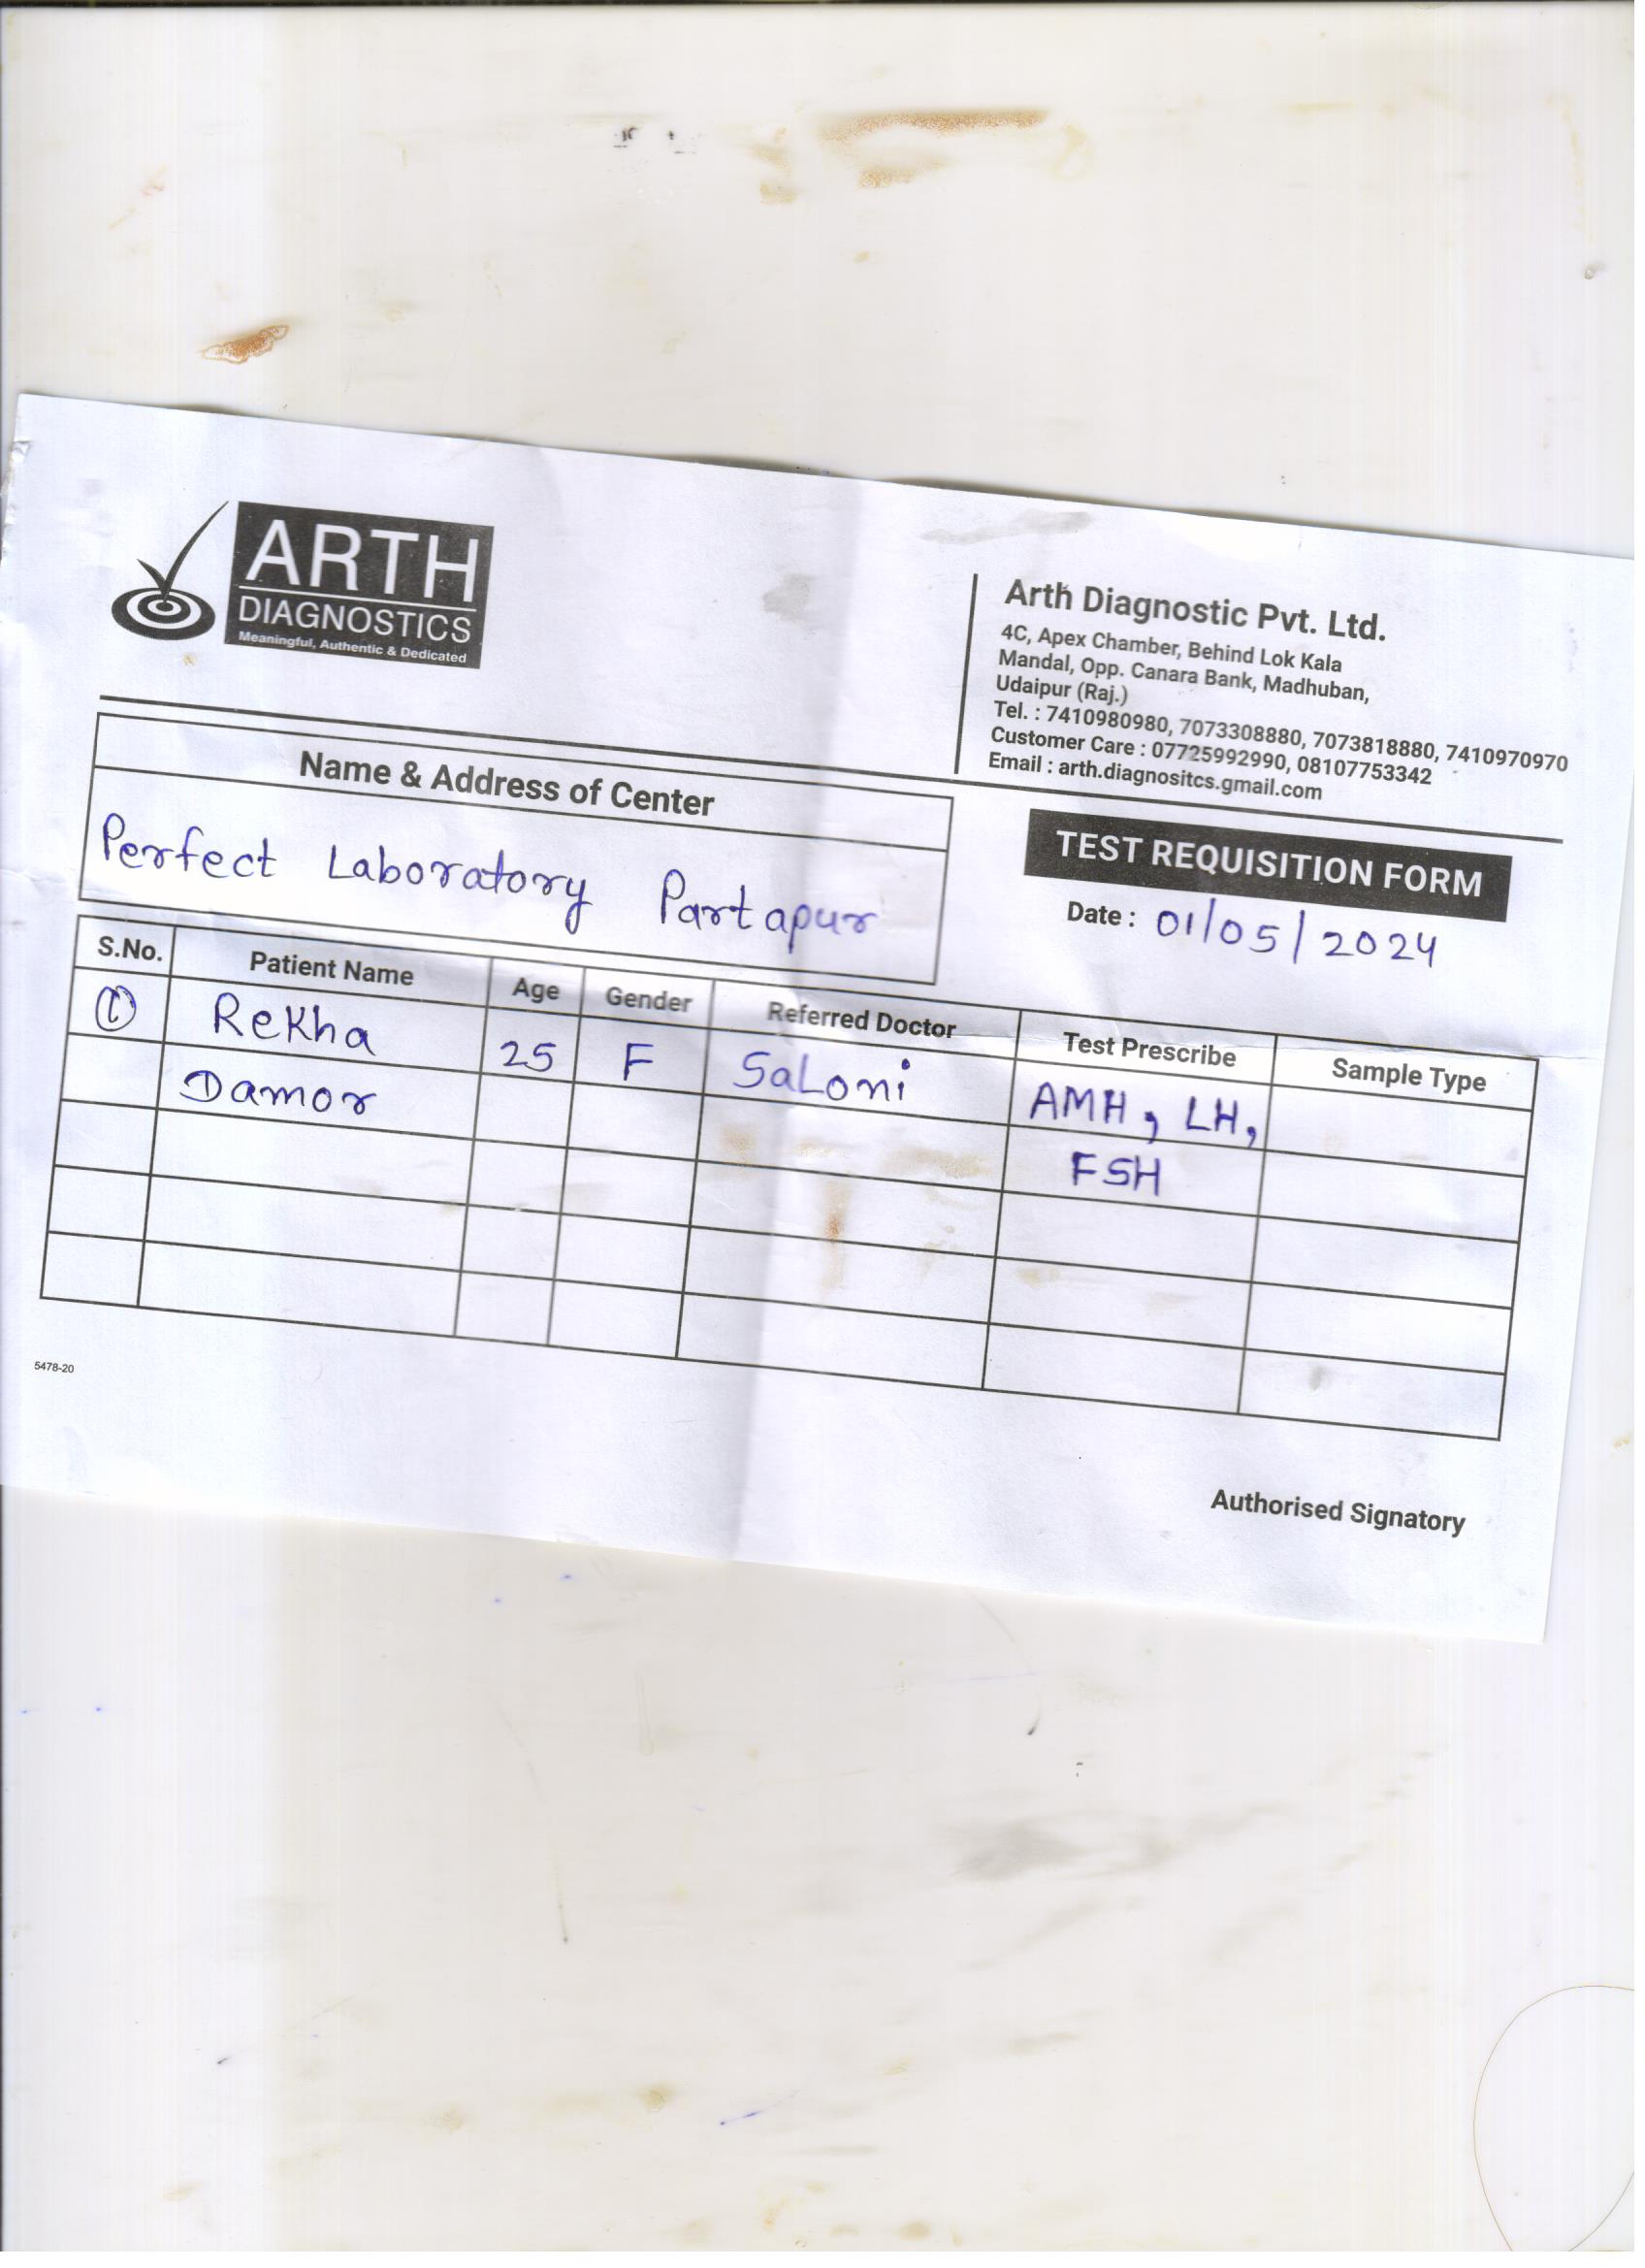 ARTH
DIAGNOSTICS
Meaningful, Authentic & Dedicated
Arth Diagnostic Pvt. Ltd.
4C, Apex Chamber, Behind Lok Kala
Mandal, Opp. Canara Bank, Madhuban,
Udaipur (Raj.)
Tel. : 7410980980, 7073308880, 7073818880, 7410970970
Customer Care : 07725992990, 08107753342
Email : arth.diagnositcs.gmail.com
Name & Address of Center
Perfect Laboratory Partapur
TEST REQUISITION FORM
Date : 01/05/2024
S.No. Patient Name Age Gender Referred Doctor Test Prescribe Sample Type
1 Rekha 25 F SaLoni AMH, LH,
Damor FSH
5478-20
Authorised Signatory